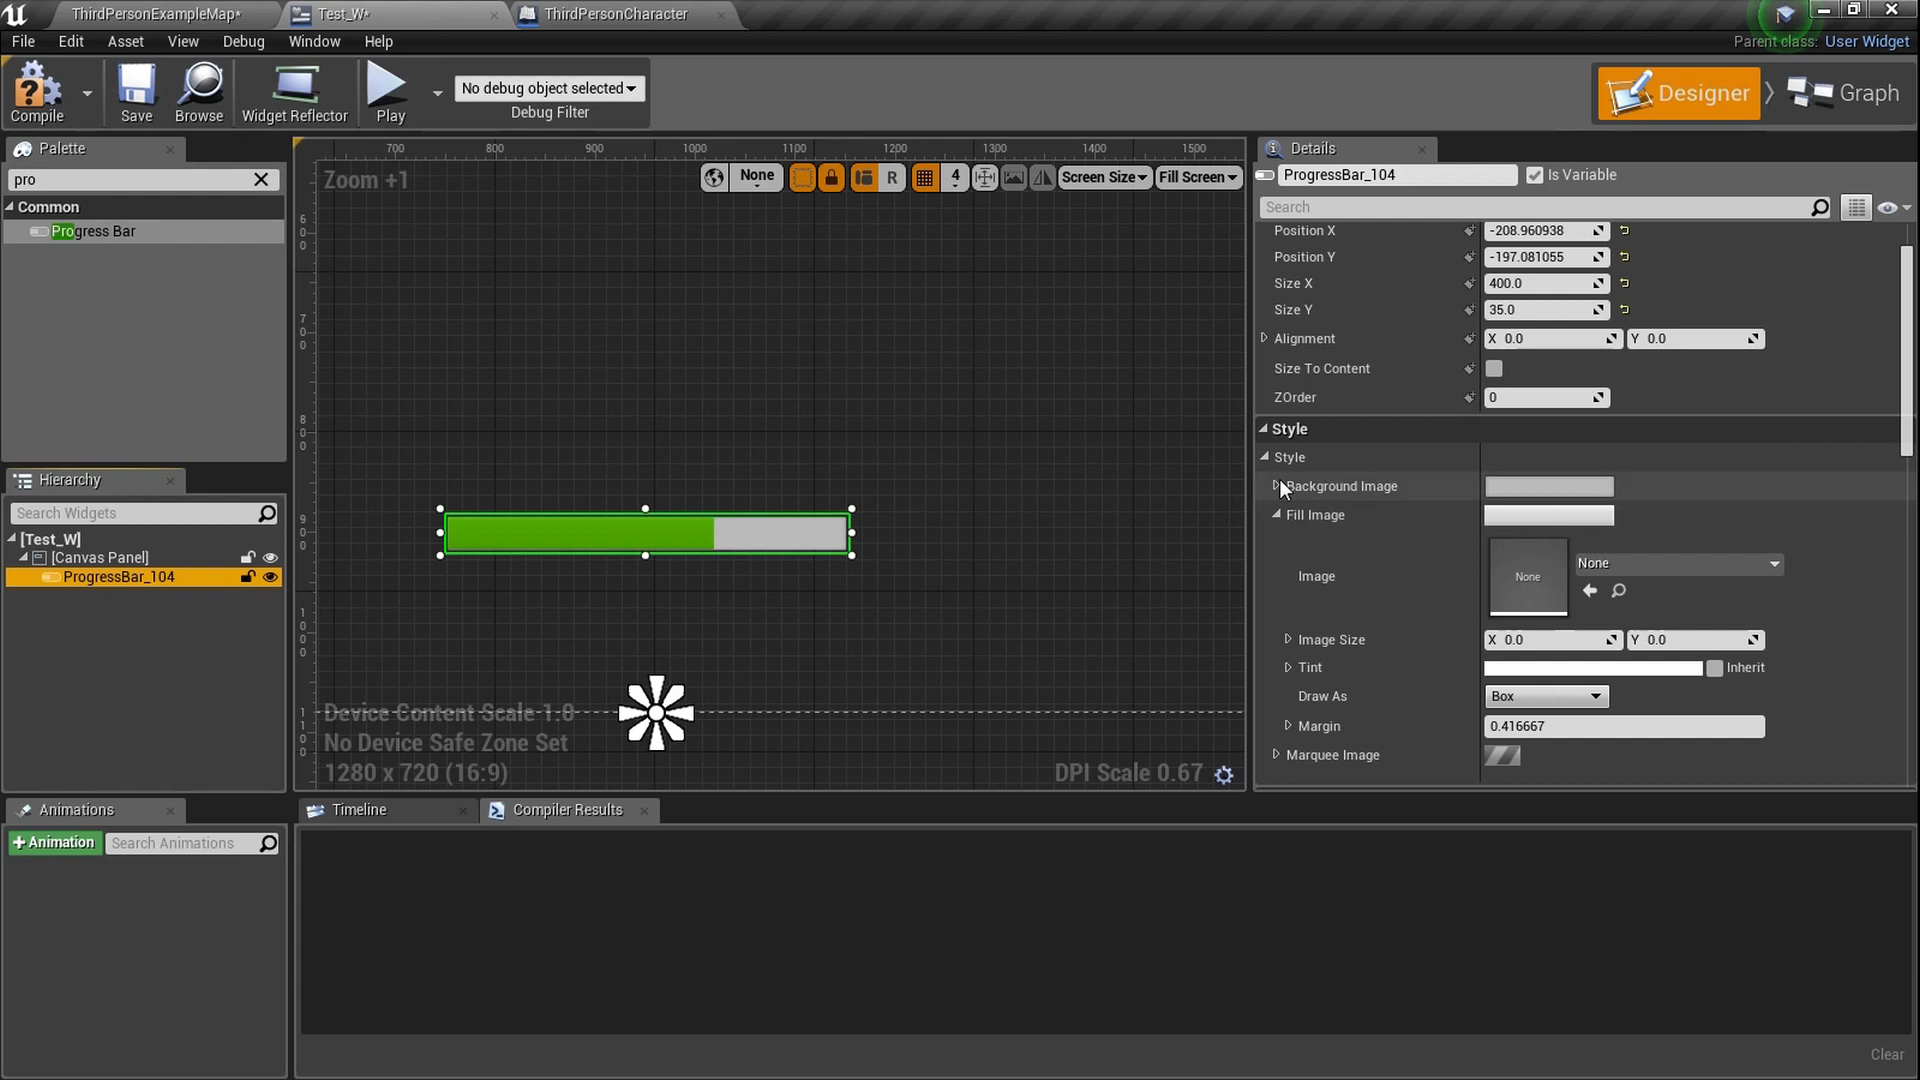 ThirdPersonExampleMap*
Test_W*
ThirdPersonCharacter
File Edit Asset View Debug Window Help
Parent class: User Widget
Compile
Save
Browse
Widget Reflector
Play
No debug object selected
Debug Filter
Designer
Graph
Palette
pro
Common
Progress Bar
Hierarchy
Search Widgets
[Test_W]
[Canvas Panel]
ProgressBar_104
Animations
+ Animation
Search Animations
700 800 900 1000 1100 1200 1300 1400 1500
Zoom +1
None
R
4
Screen Size
Fill Screen
600
700
800
900
1000
1100
Device Content Scale 1.0
No Device Safe Zone Set
1280 x 720 (16:9)
DPI Scale 0.67
Timeline
Compiler Results
Clear
Details
ProgressBar_104
Is Variable
Search
Position X -208.960938
Position Y -197.081055
Size X 400.0
Size Y 35.0
Alignment X 0.0 Y 0.0
Size To Content
ZOrder 0
Style
Style
Background Image
Fill Image
Image None None
Image Size X 0.0 Y 0.0
Tint Inherit
Draw As Box
Margin 0.416667
Marquee Image